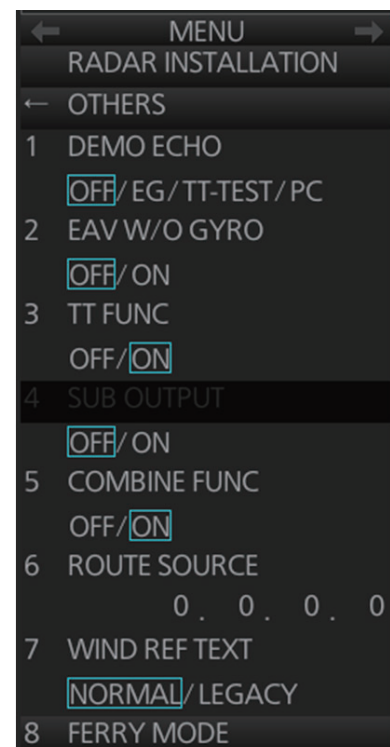 ← MENU →
RADAR INSTALLATION
← OTHERS
1 DEMO ECHO
OFF/EG/TT-TEST/PC
2 EAV W/O GYRO
OFF/ON
3 TT FUNC
OFF/ON
4 SUB OUTPUT
OFF/ON
5 COMBINE FUNC
OFF/ON
6 ROUTE SOURCE
0. 0. 0. 0
7 WIND REF TEXT
NORMAL/LEGACY
8 FERRY MODE